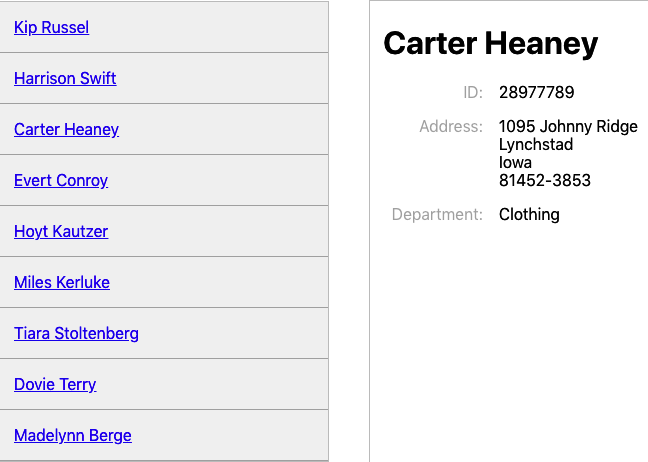 Kip Russel
Harrison Swift
Carter Heaney
Evert Conroy
Hoyt Kautzer
Miles Kerluke
Tiara Stoltenberg
Dovie Terry
Madelynn Berge
Carter Heaney
ID: 28977789
Address: 1095 Johnny Ridge
Lynchstad
Iowa
81452-3853
Department: Clothing